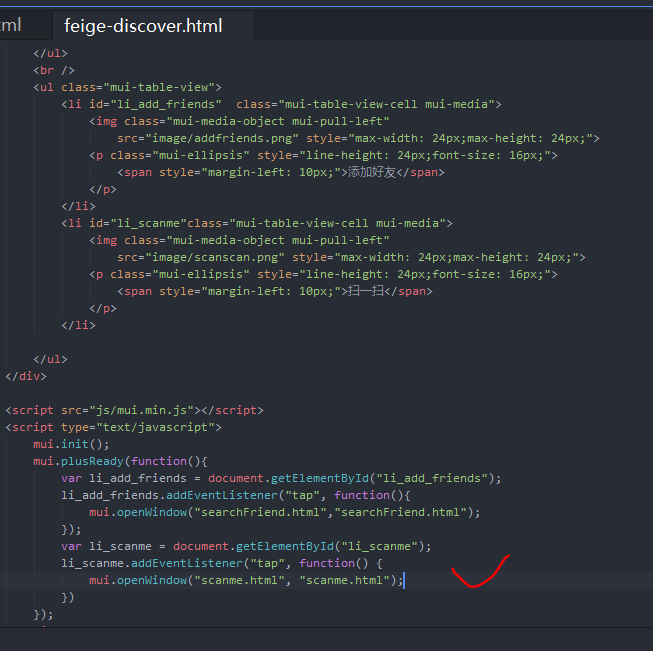 ml
feige-discover.html
</ul>
<br />
<ul class="mui-table-view">
<li id="li_add_friends"  class="mui-table-view-cell mui-media">
<img class="mui-media-object mui-pull-left"
src="image/addfriends.png" style="max-width: 24px;max-height: 24px;">
<p class="mui-ellipsis" style="line-height: 24px;font-size: 16px;">
<span style="margin-left: 10px;">添加好友</span>
</p>
</li>
<li id="li_scanme"class="mui-table-view-cell mui-media">
<img class="mui-media-object mui-pull-left"
src="image/scanscan.png" style="max-width: 24px;max-height: 24px;">
<p class="mui-ellipsis" style="line-height: 24px;font-size: 16px;">
<span style="margin-left: 10px;">扫一扫</span>
</p>
</li>
</ul>
</div>
<script src="js/mui.min.js"></script>
<script type="text/javascript">
mui.init();
mui.plusReady(function(){
var li_add_friends = document.getElementById("li_add_friends");
li_add_friends.addEventListener("tap", function(){
mui.openWindow("searchFriend.html","searchFriend.html");
});
var li_scanme = document.getElementById("li_scanme");
li_scanme.addEventListener("tap", function() {
mui.openWindow("scanme.html", "scanme.html");
})
});